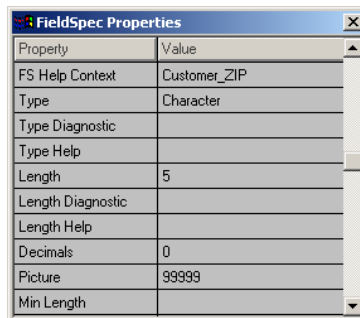 FieldSpec Properties
Property Value
FS Help Context Customer_ZIP
Type Character
Type Diagnostic
Type Help
Length 5
Length Diagnostic
Length Help
Decimals 0
Picture 99999
Min Length